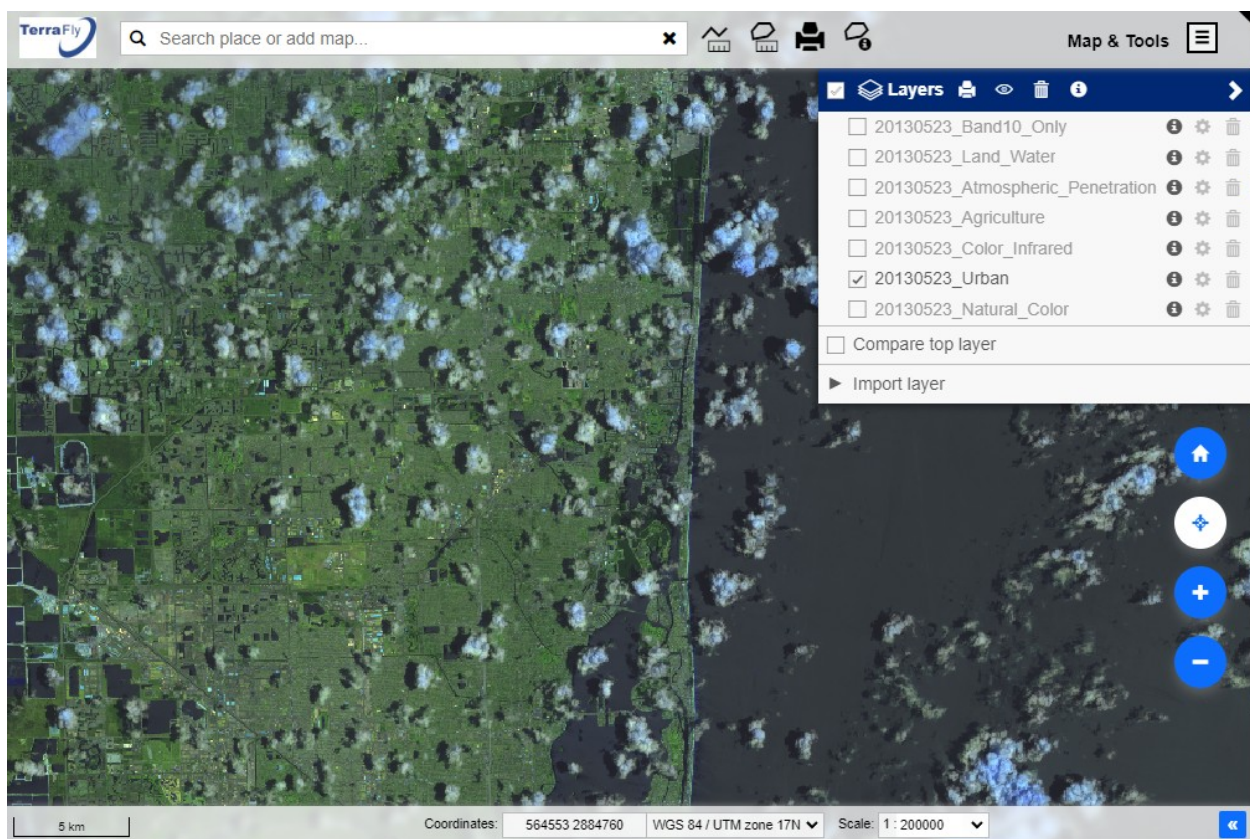 TerraFly
Search place or add map...
Map & Tools
Layers
20130523_Band10_Only
20130523_Land_Water
20130523_Atmospheric_Penetration
20130523_Agriculture
20130523_Color_Infrared
20130523_Urban
20130523_Natural_Color
Compare top layer
Import layer
5 km
Coordinates: 564553 2884760 WGS 84 / UTM zone 17N Scale: 1 : 200000